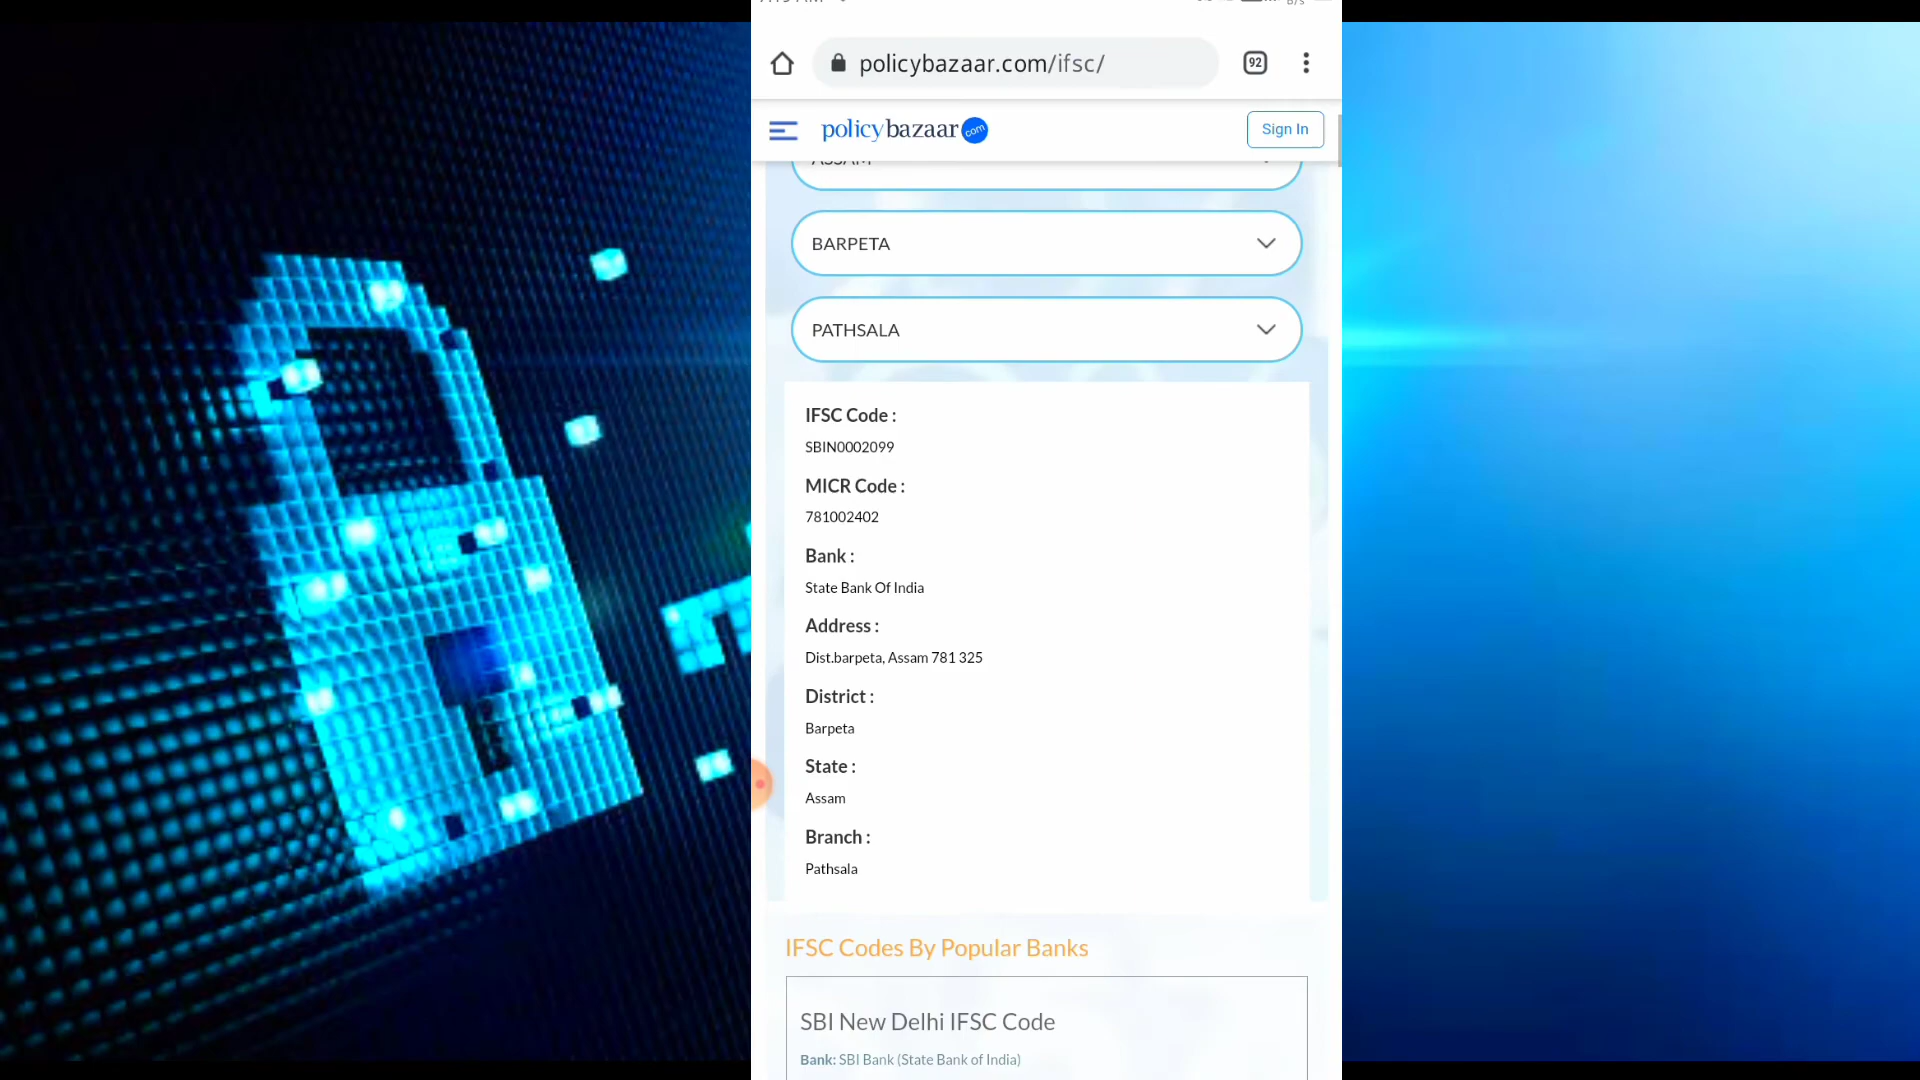 92
policybazaar.com/ifsc/
policybazaar com
Sign In
ASSAM
BARPETA
PATHSALA
IFSC Code :
SBIN0002099
MICR Code :
781002402
Bank :
State Bank Of India
Address :
Dist.barpeta, Assam 781 325
District :
Barpeta
State :
Assam
Branch :
Pathsala
IFSC Codes By Popular Banks
SBI New Delhi IFSC Code
Bank: SBI Bank (State Bank of India)